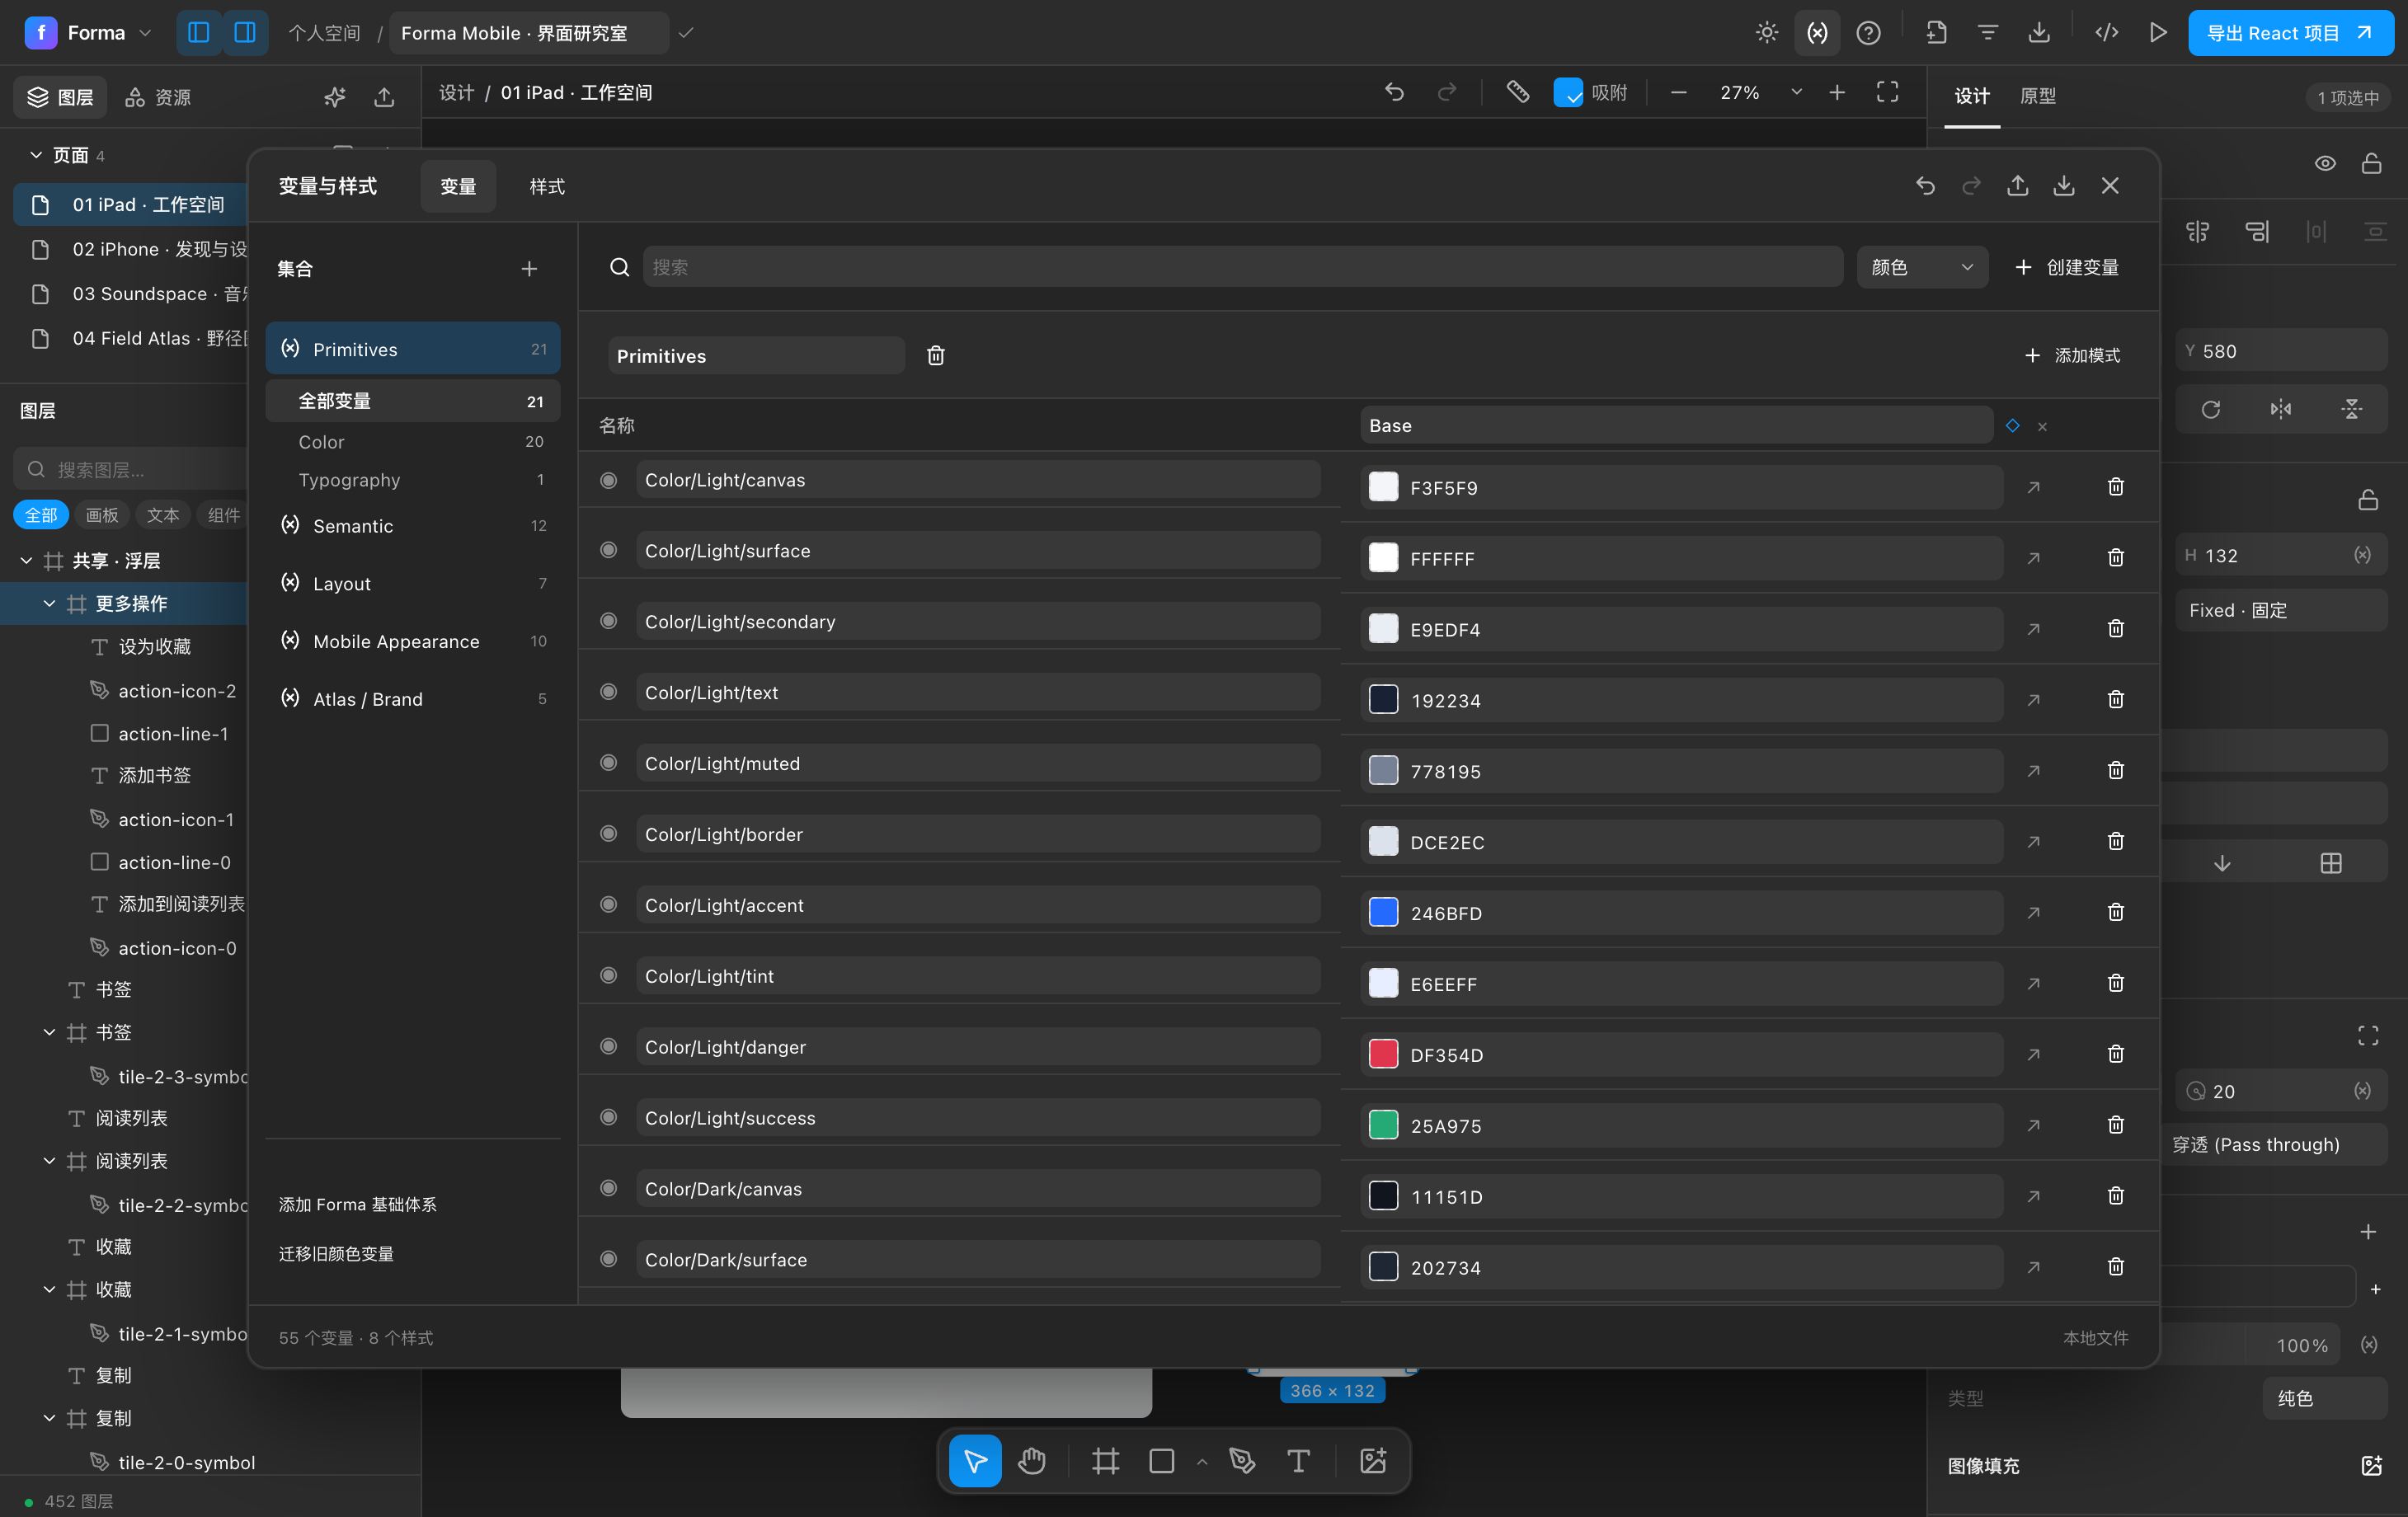 Forma
个人空间 / Forma Mobile · 界面研究室
导出 React 项目
图层
资源
设计 / 01 iPad · 工作空间
吸附
27%
设计
原型
1 项选中
页面 4
01 iPad · 工作空间
02 iPhone · 发现与设
03 Soundspace · 音
04 Field Atlas · 野径
图层
搜索图层...
全部
画板
文本
组件
共享 · 浮层
更多操作
设为收藏
action-icon-2
action-line-1
添加书签
action-icon-1
action-line-0
添加到阅读列表
action-icon-0
书签
书签
tile-2-3-symbo
阅读列表
阅读列表
tile-2-2-symbo
收藏
收藏
tile-2-1-symbo
复制
复制
tile-2-0-symbol
452 图层
变量与样式
变量
样式
集合
Primitives 21
全部变量 21
Color 20
Typography 1
Semantic 12
Layout 7
Mobile Appearance 10
Atlas / Brand 5
添加 Forma 基础体系
迁移旧颜色变量
搜索
颜色
创建变量
Primitives
添加模式
名称
Base
Color/Light/canvas F3F5F9
Color/Light/surface FFFFFF
Color/Light/secondary E9EDF4
Color/Light/text 192234
Color/Light/muted 778195
Color/Light/border DCE2EC
Color/Light/accent 246BFD
Color/Light/tint E6EEFF
Color/Light/danger DF354D
Color/Light/success 25A975
Color/Dark/canvas 11151D
Color/Dark/surface 202734
55 个变量 · 8 个样式
本地文件
Y 580
H 132
Fixed · 固定
20
穿透 (Pass through)
100%
类型
纯色
图像填充
366 × 132